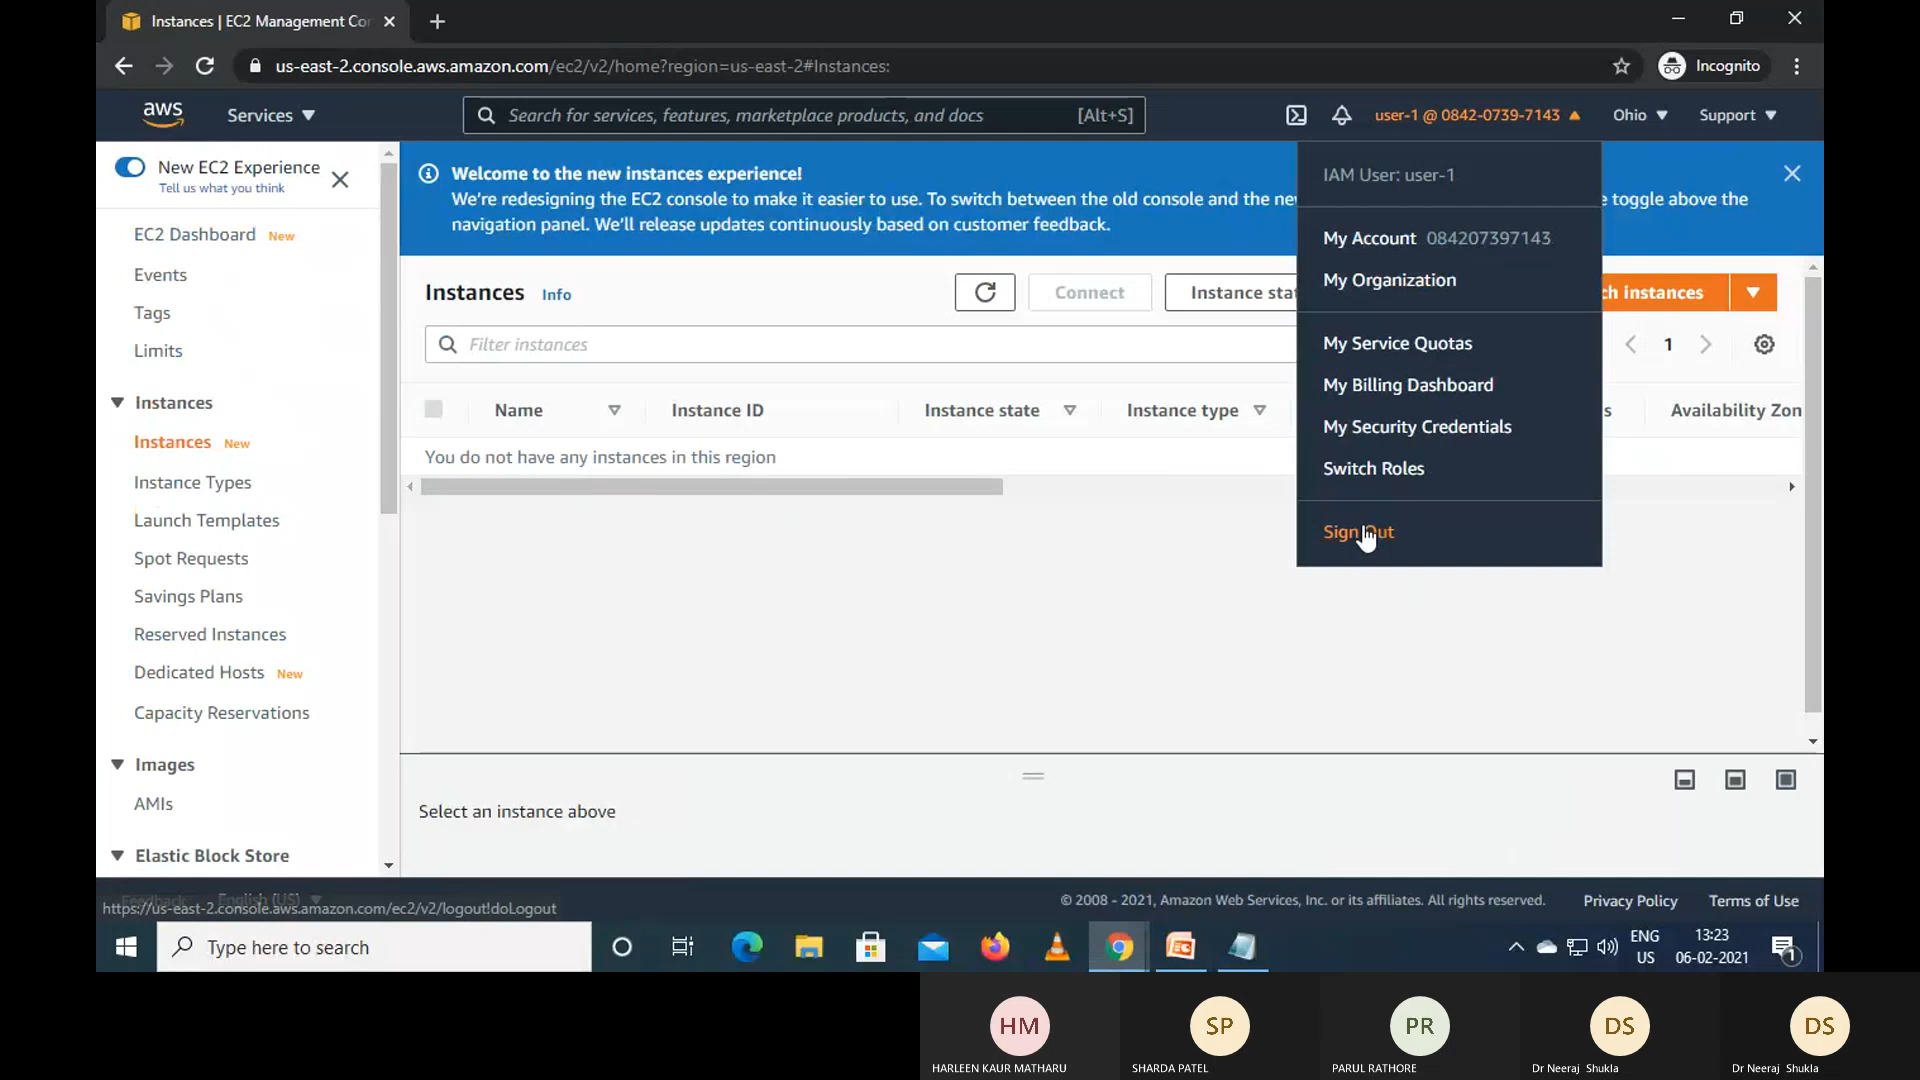 Instances | EC2 Management Co
us-east-2.console.aws.amazon.com/ec2/v2/home?region=us-east-2#Instances:
Incognito
aws
Services
Search for services, features, marketplace products, and docs
[Alt+S]
user-1 @ 0842-0739-7143
Ohio
Support
New EC2 Experience
Tell us what you think
EC2 Dashboard New
Events
Tags
Limits
Instances
Instances New
Instance Types
Launch Templates
Spot Requests
Savings Plans
Reserved Instances
Dedicated Hosts New
Capacity Reservations
Images
AMIs
Elastic Block Store
Welcome to the new instances experience!
We're redesigning the EC2 console to make it easier to use. To switch between the old console and the ne
e toggle above the
navigation panel. We'll release updates continuously based on customer feedback.
IAM User: user-1
My Account 084207397143
My Organization
My Service Quotas
My Billing Dashboard
My Security Credentials
Switch Roles
Sign Out
Instances Info
Connect
Instance sta
ch instances
Filter instances
1
Name
Instance ID
Instance state
Instance type
s
Availability Zon
You do not have any instances in this region
Select an instance above
Feedback English (US)
https://us-east-2.console.aws.amazon.com/ec2/v2/logout!doLogout
© 2008 - 2021, Amazon Web Services, Inc. or its affiliates. All rights reserved.
Privacy Policy
Terms of Use
Type here to search
ENG
US
13:23
06-02-2021
1
HM
SP
PR
DS
DS
HARLEEN KAUR MATHARU
SHARDA PATEL
PARUL RATHORE
Dr Neeraj Shukla
Dr Neeraj Shukla